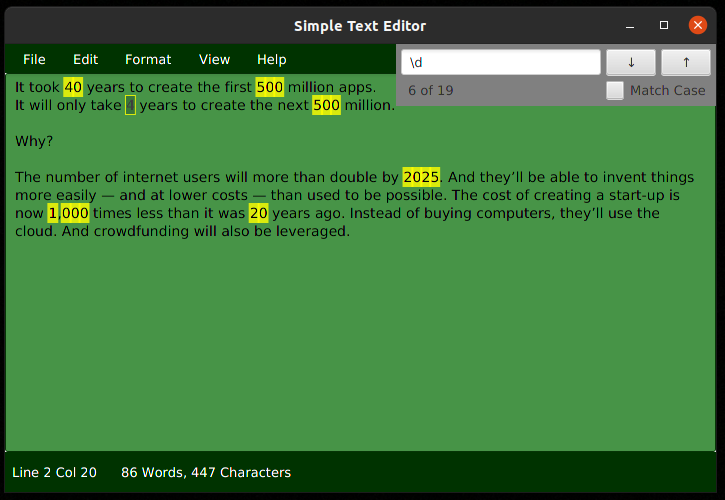 Simple Text Editor
File Edit Format View Help
\d ↓ ↑
6 of 19 Match Case
It took 40 years to create the first 500 million apps.
It will only take 4 years to create the next 500 million.
Why?
The number of internet users will more than double by 2025. And they’ll be able to invent things
more easily — and at lower costs — than used to be possible. The cost of creating a start-up is
now 1,000 times less than it was 20 years ago. Instead of buying computers, they’ll use the
cloud. And crowdfunding will also be leveraged.
Line 2 Col 20 86 Words, 447 Characters